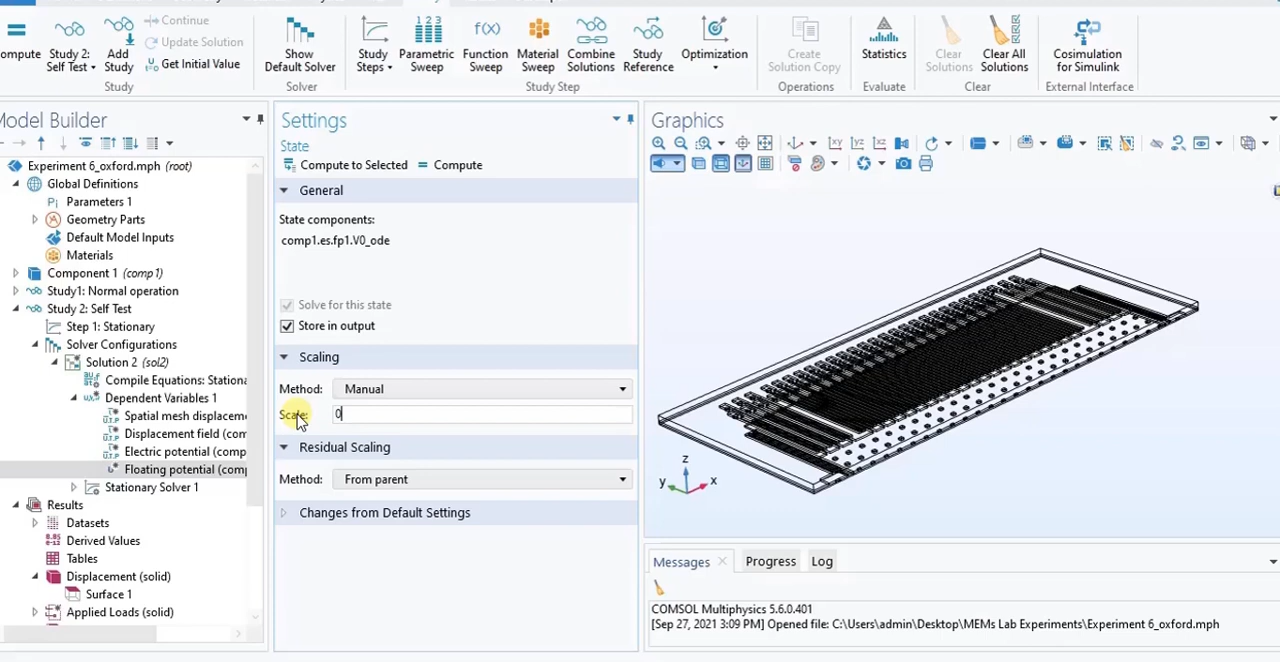 Continue
Update Solution
Get Initial Value
ompute
Study 2: Self Test
Add Study
Study
Show Default Solver
Solver
Study Steps
Parametric Sweep
Function Sweep
Material Sweep
Combine Solutions
Study Reference
Optimization
Study Step
Create Solution Copy
Operations
Statistics
Evaluate
Clear Solutions
Clear All Solutions
Clear
Cosimulation for Simulink
External Interface
odel Builder
Experiment 6_oxford.mph (root)
Global Definitions
Pi Parameters 1
Geometry Parts
Default Model Inputs
Materials
Component 1 (comp1)
Study1: Normal operation
Study 2: Self Test
Step 1: Stationary
Solver Configurations
Solution 2 (sol2)
Compile Equations: Stationa
Dependent Variables 1
Spatial mesh displacem
Displacement field (com
Electric potential (comp
Floating potential (comp
Stationary Solver 1
Results
Datasets
Derived Values
Tables
Displacement (solid)
Surface 1
Applied Loads (solid)
Settings
State
Compute to Selected = Compute
General
State components:
comp1.es.fp1.V0_ode
Solve for this state
Store in output
Scaling
Method: Manual
Scale: 0
Residual Scaling
Method: From parent
Changes from Default Settings
Graphics
z
y x
Messages Progress Log
COMSOL Multiphysics 5.6.0.401
[Sep 27, 2021 3:09 PM] Opened file: C:\Users\admin\Desktop\MEMs Lab Experiments\Experiment 6_oxford.mph